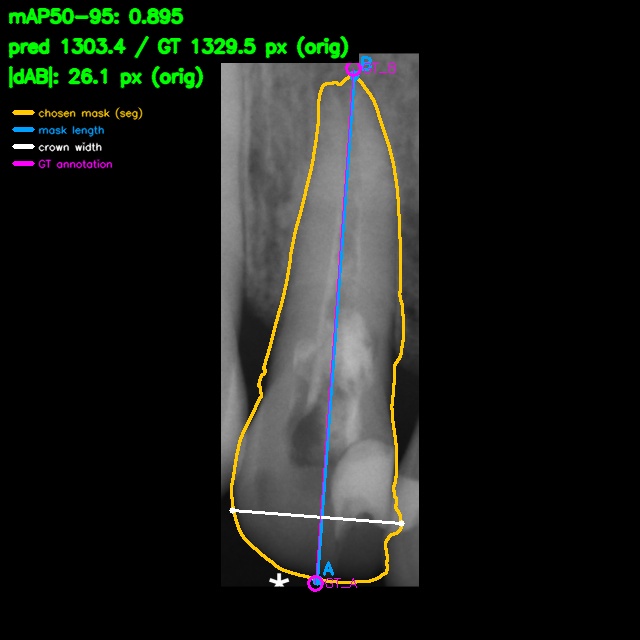 mAP50-95: 0.895
pred 1303.4 / GT 1329.5 px (orig)
|dAB|: 26.1 px (orig)
chosen mask (seg)
mask length
crown width
GT annotation
B
A
GT_A
*